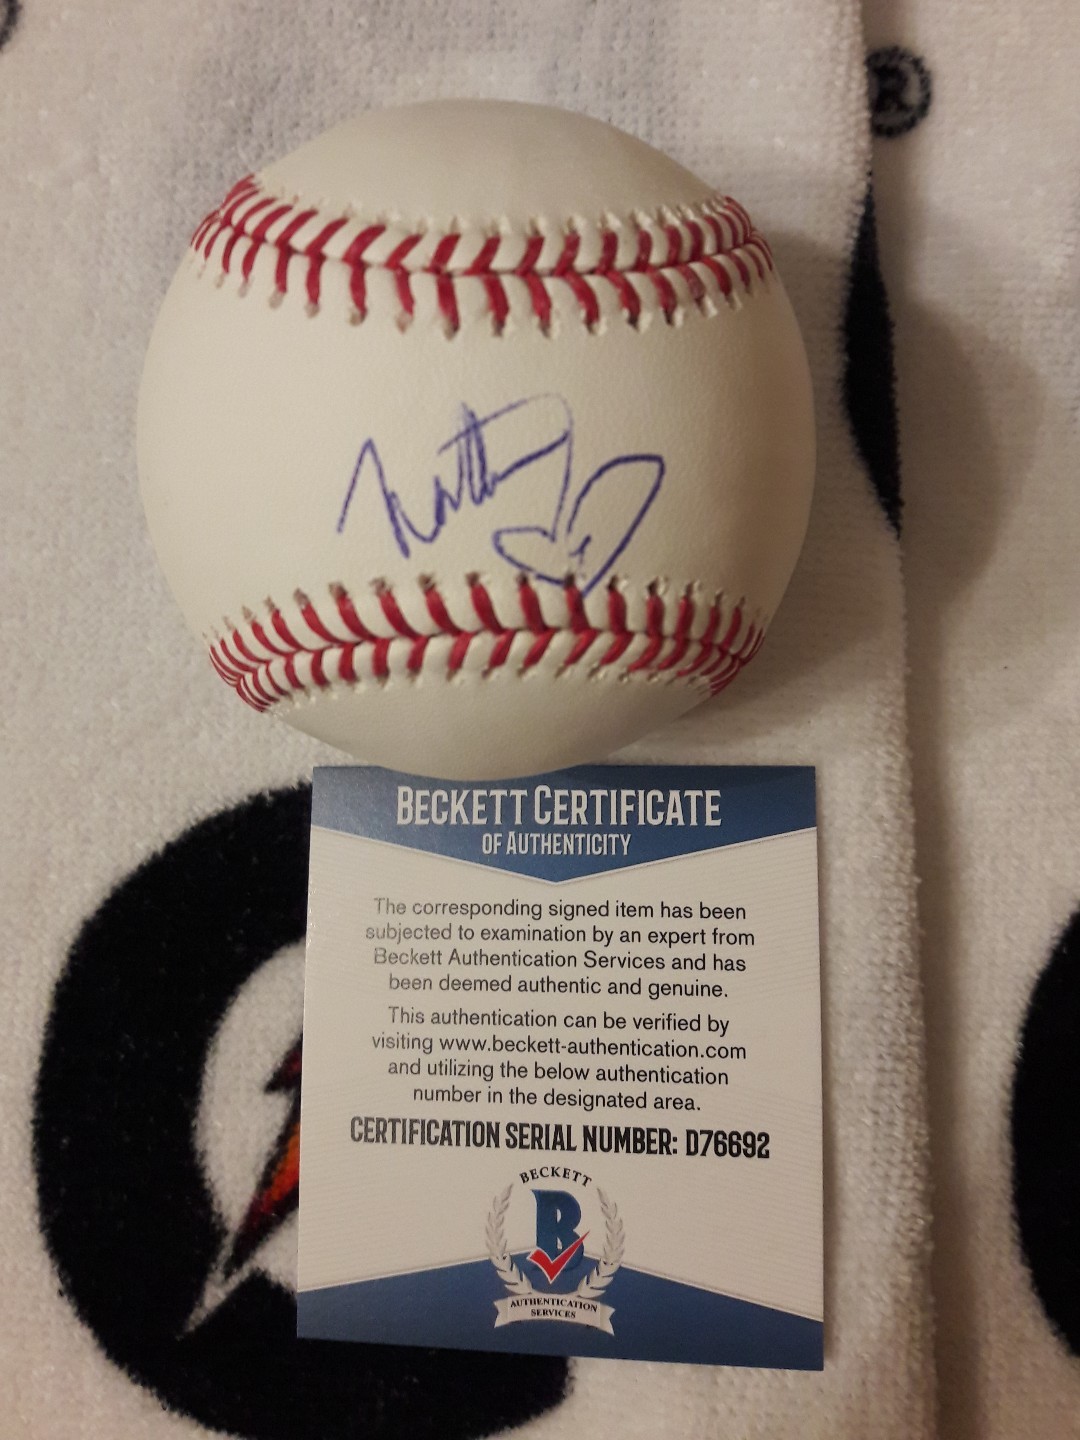 ®
BECKETT CERTIFICATE
OF AUTHENTICITY
The corresponding signed item has been
subjected to examination by an expert from
Beckett Authentication Services and has
been deemed authentic and genuine.
This authentication can be verified by
visiting www.beckett-authentication.com
and utilizing the below authentication
number in the designated area.
CERTIFICATION SERIAL NUMBER: D76692
BECKETT
B
AUTHENTICATION
SERVICES